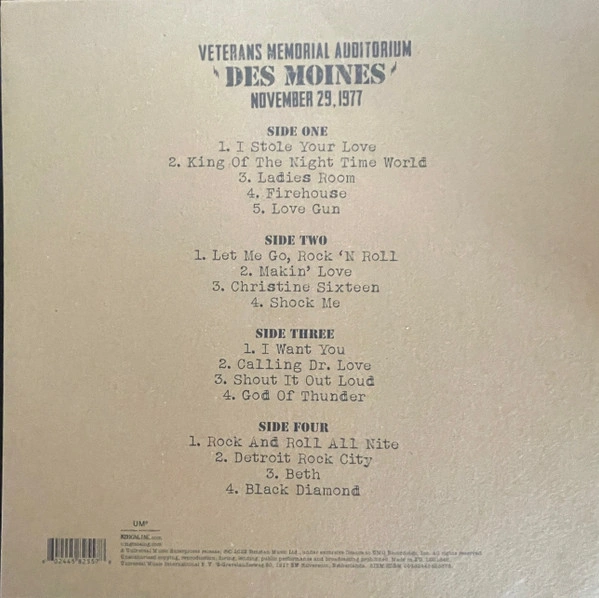 VETERANS MEMORIAL AUDITORIUM
DES MOINES
NOVEMBER 29, 1977
SIDE ONE
1. I Stole Your Love
2. King Of The Night Time World
3. Ladies Room
4. Firehouse
5. Love Gun
SIDE TWO
1. Let Me Go, Rock ‘N Roll
2. Makin’ Love
3. Christine Sixteen
4. Shock Me
SIDE THREE
1. I Want You
2. Calling Dr. Love
3. Shout It Out Loud
4. God Of Thunder
SIDE FOUR
1. Rock And Roll All Nite
2. Detroit Rock City
3. Beth
4. Black Diamond
UMe